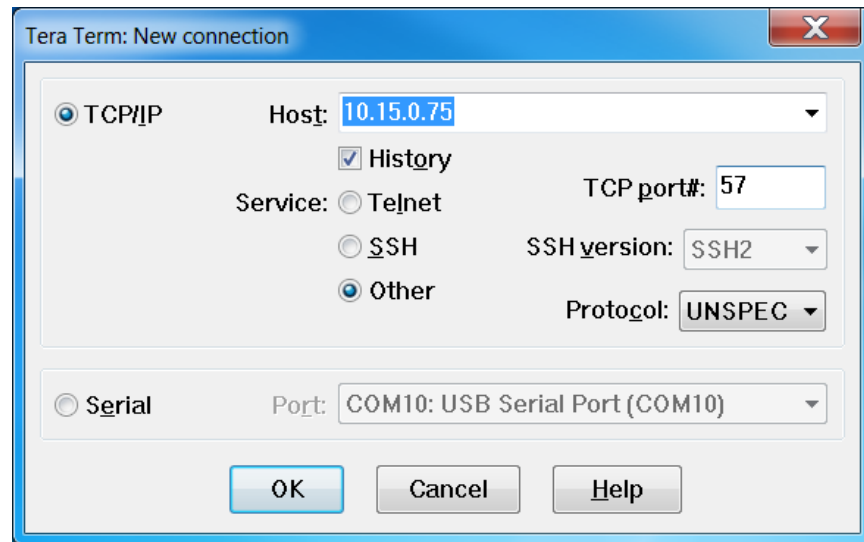 Tera Term: New connection
TCP/IP
Host: 10.15.0.75
History
Service: Telnet
TCP port#: 57
SSH
SSH version: SSH2
Other
Protocol: UNSPEC
Serial
Port: COM10: USB Serial Port (COM10)
OK
Cancel
Help